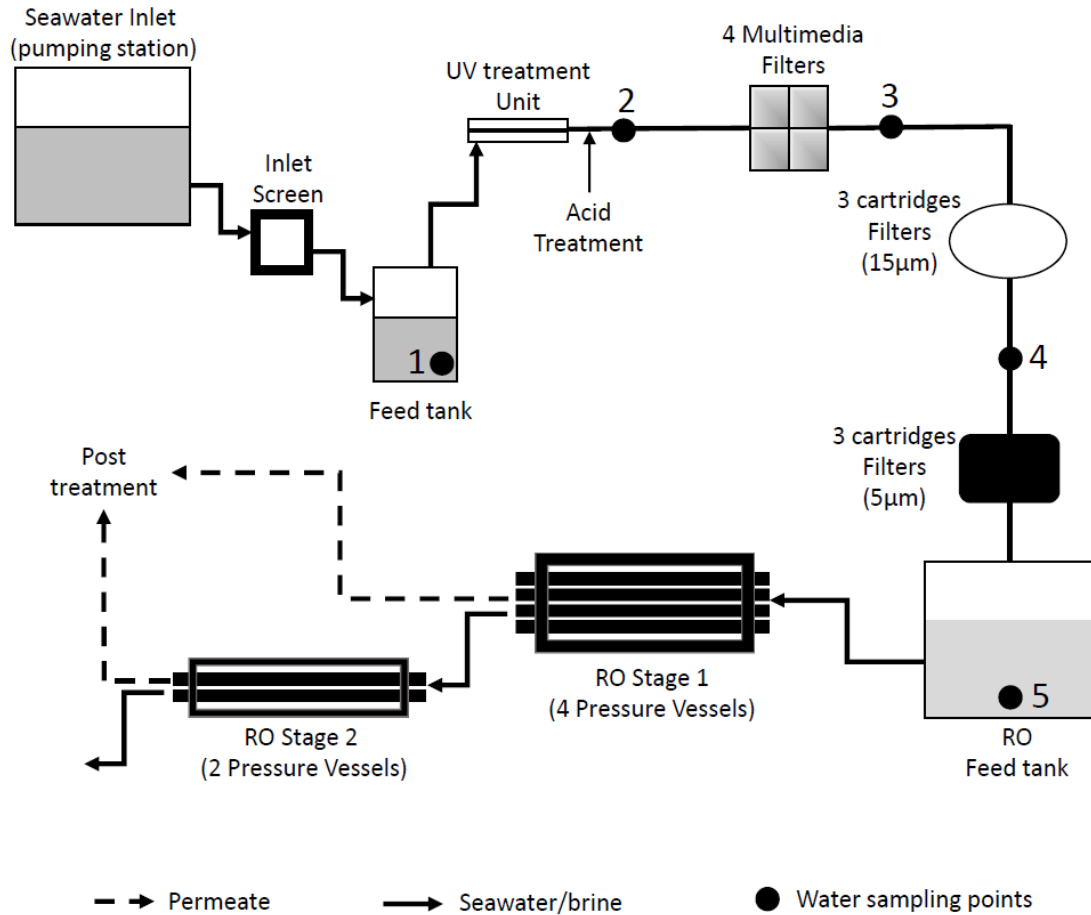 Seawater Inlet
(pumping station)
Inlet
Screen
1
Feed tank
UV treatment
Unit
Acid
Treatment
2
4 Multimedia
Filters
3
3 cartridges
Filters
(15μm)
4
3 cartridges
Filters
(5μm)
5
RO
Feed tank
RO Stage 1
(4 Pressure Vessels)
RO Stage 2
(2 Pressure Vessels)
Post
treatment
Permeate
Seawater/brine
Water sampling points